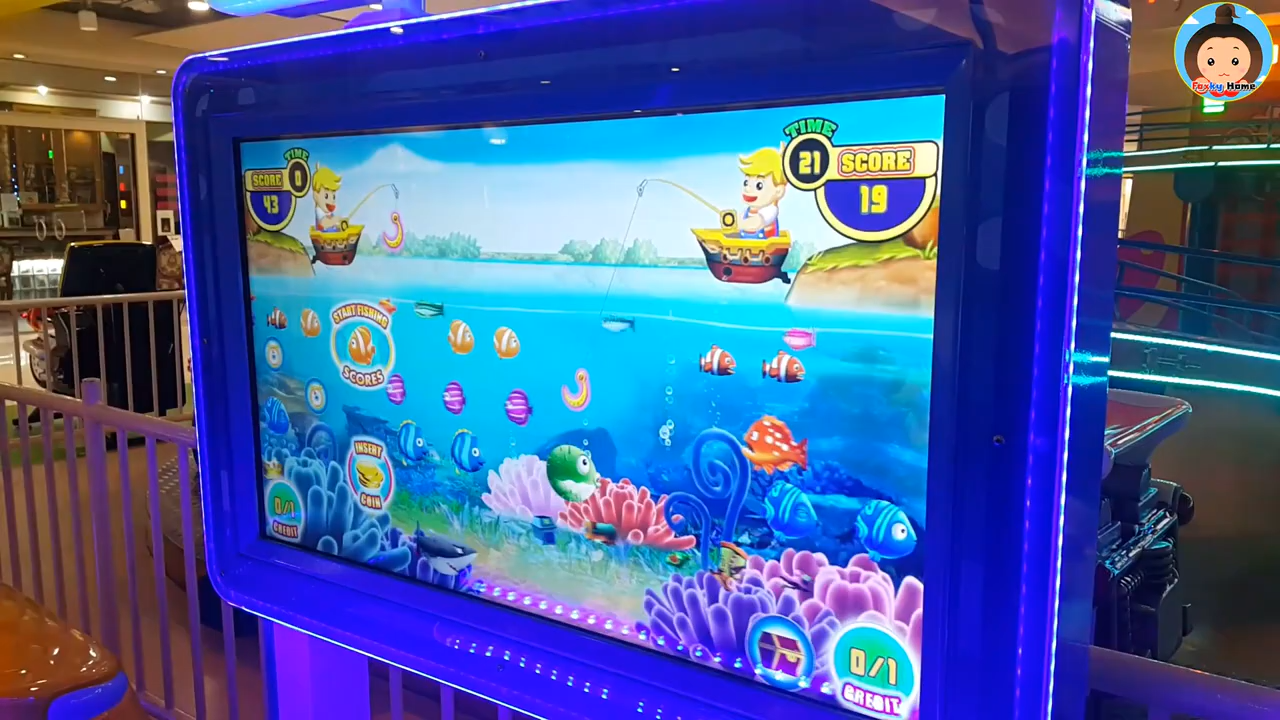 Foxky Home
TIME
SCORE
0
43
TIME
21
SCORE
19
START FISHING
SCORES
INSERT
COIN
0/1
CREDIT
0/1
CREDIT